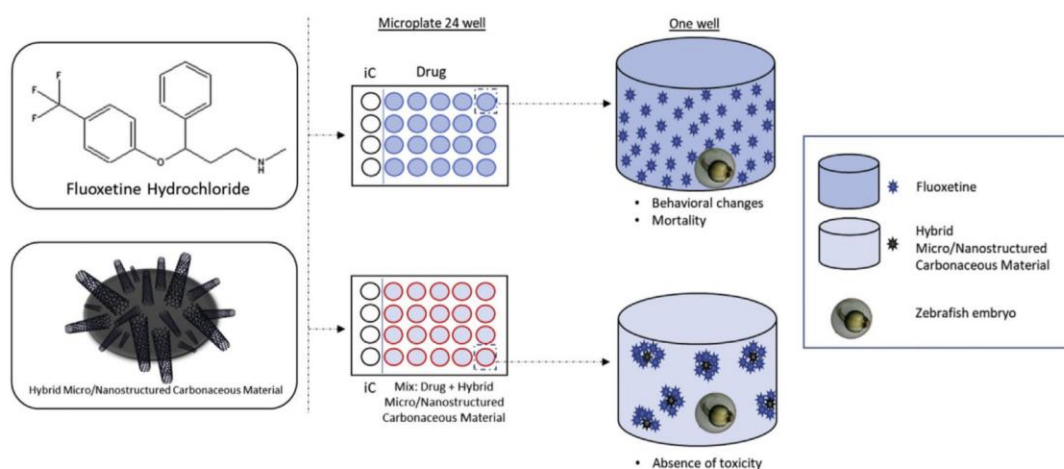 Microplate 24 well
One well
F
F
F
O
N
H
Fluoxetine Hydrochloride
iC
Drug
• Behavioral changes
• Mortality
Hybrid Micro/Nanostructured Carbonaceous Material
iC
Mix: Drug + Hybrid
Micro/Nanostructured
Carbonaceous Material
• Absence of toxicity
Fluoxetine
Hybrid
Micro/Nanostructured
Carbonaceous Material
Zebrafish embryo